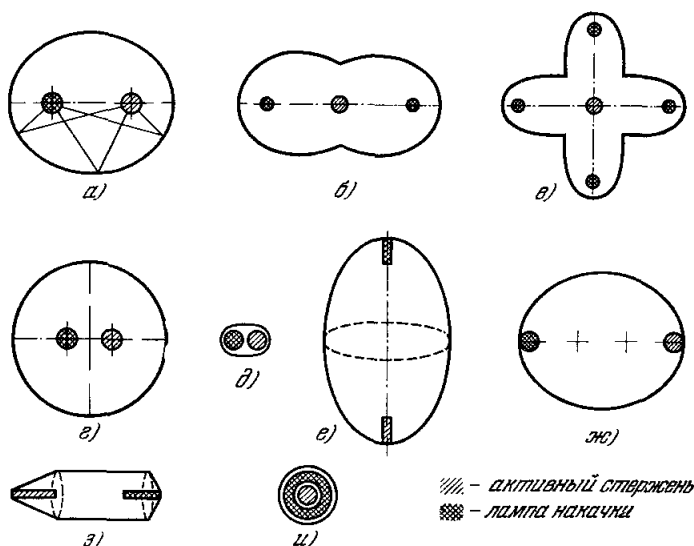 а)
б)
в)
г)
д)
е)
ж)
з)
и)
- активный стержень
- лампа накачки